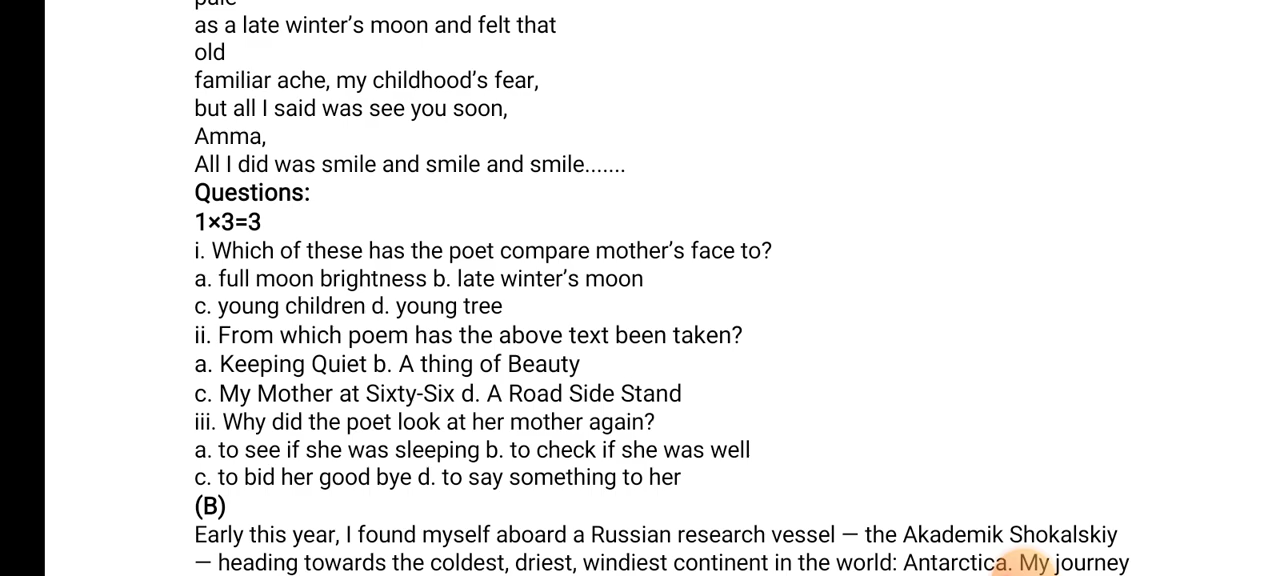 pale
as a late winter’s moon and felt that
old
familiar ache, my childhood’s fear,
but all I said was see you soon,
Amma,
All I did was smile and smile and smile.......
Questions:
1×3=3
i. Which of these has the poet compare mother’s face to?
a. full moon brightness b. late winter’s moon
c. young children d. young tree
ii. From which poem has the above text been taken?
a. Keeping Quiet b. A thing of Beauty
c. My Mother at Sixty-Six d. A Road Side Stand
iii. Why did the poet look at her mother again?
a. to see if she was sleeping b. to check if she was well
c. to bid her good bye d. to say something to her
(B)
Early this year, I found myself aboard a Russian research vessel — the Akademik Shokalskiy
— heading towards the coldest, driest, windiest continent in the world: Antarctica. My journey